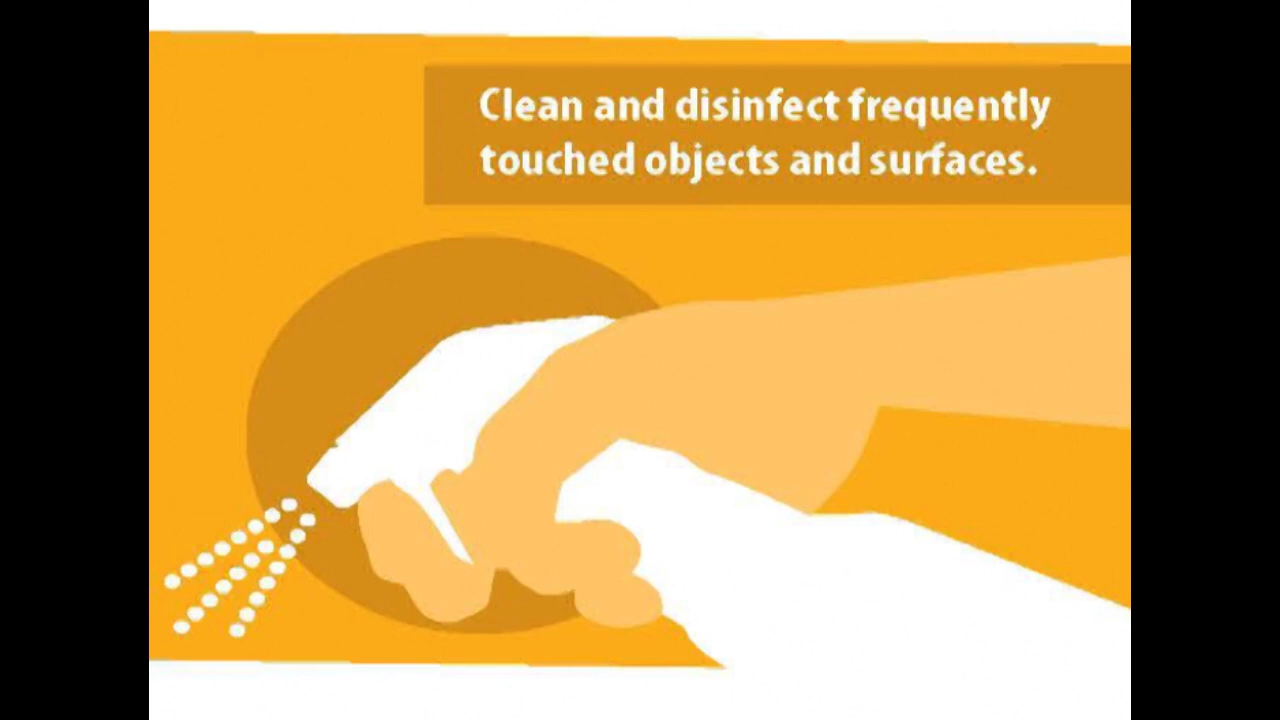 Clean and disinfect frequently
touched objects and surfaces.